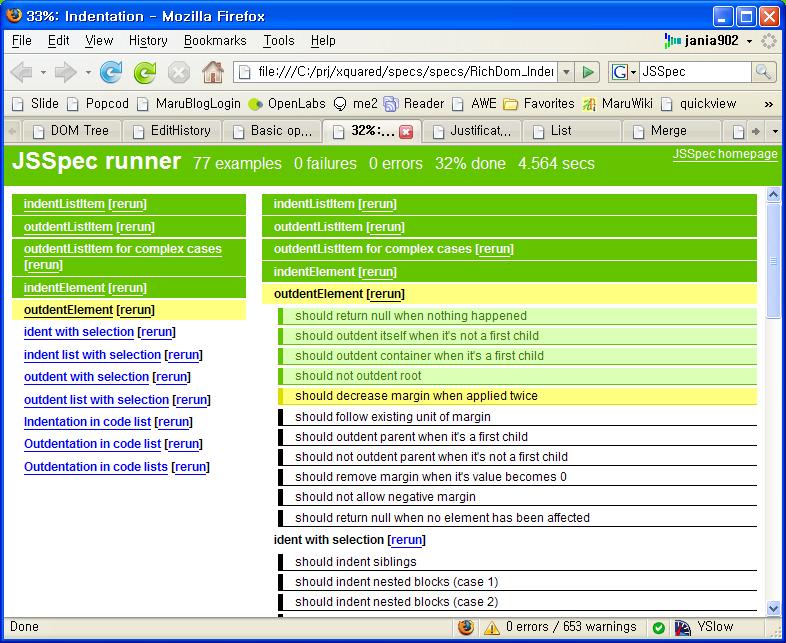 33%: Indentation - Mozilla Firefox
File Edit View History Bookmarks Tools Help
jania902
file:///C:/prj/xquared/specs/specs/RichDom_Inden
G JSSpec
Slide Popcod MaruBlogLogin OpenLabs me2 Reader AWE Favorites MaruWiki quickview »
DOM Tree EditHistory Basic op... 32%:... Justificat,.. List Merge
JSSpec runner 77 examples 0 failures 0 errors 32% done 4.564 secs
JSSpec homepage
indentListItem [rerun]
outdentListItem [rerun]
outdentListItem for complex cases
[rerun]
indentElement [rerun]
outdentElement [rerun]
ident with selection [rerun]
indent list with selection [rerun]
outdent with selection [rerun]
outdent list with selection [rerun]
Indentation in code list [rerun]
Outdentation in code list [rerun]
Outdentation in code lists [rerun]
indentListItem [rerun]
outdentListItem [rerun]
outdentListItem for complex cases [rerun]
indentElement [rerun]
outdentElement [rerun]
should return null when nothing happened
should outdent itself when it's not a first child
should outdent container when it's a first child
should not outdent root
should decrease margin when applied twice
should follow existing unit of margin
should outdent parent when it's a first child
should not outdent parent when it's not a first child
should remove margin when it's value becomes 0
should not allow negative margin
should return null when no element has been affected
ident with selection [rerun]
should indent siblings
should indent nested blocks (case 1)
should indent nested blocks (case 2)
Done
0 errors / 653 warnings
YSlow